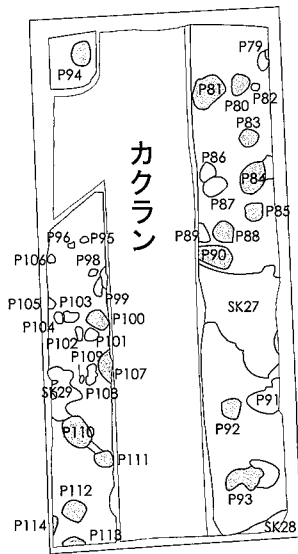 P79
P94
P81
P80
P82
P83
カクラン
P86
P84
P87
P85
P89
P88
P90
P96
P95
P106
P98
P99
SK27
P105
P103
P100
P104
P102
P101
P109
P107
SK29
P108
P91
P92
P110
P111
P93
P112
P114
P113
SK28